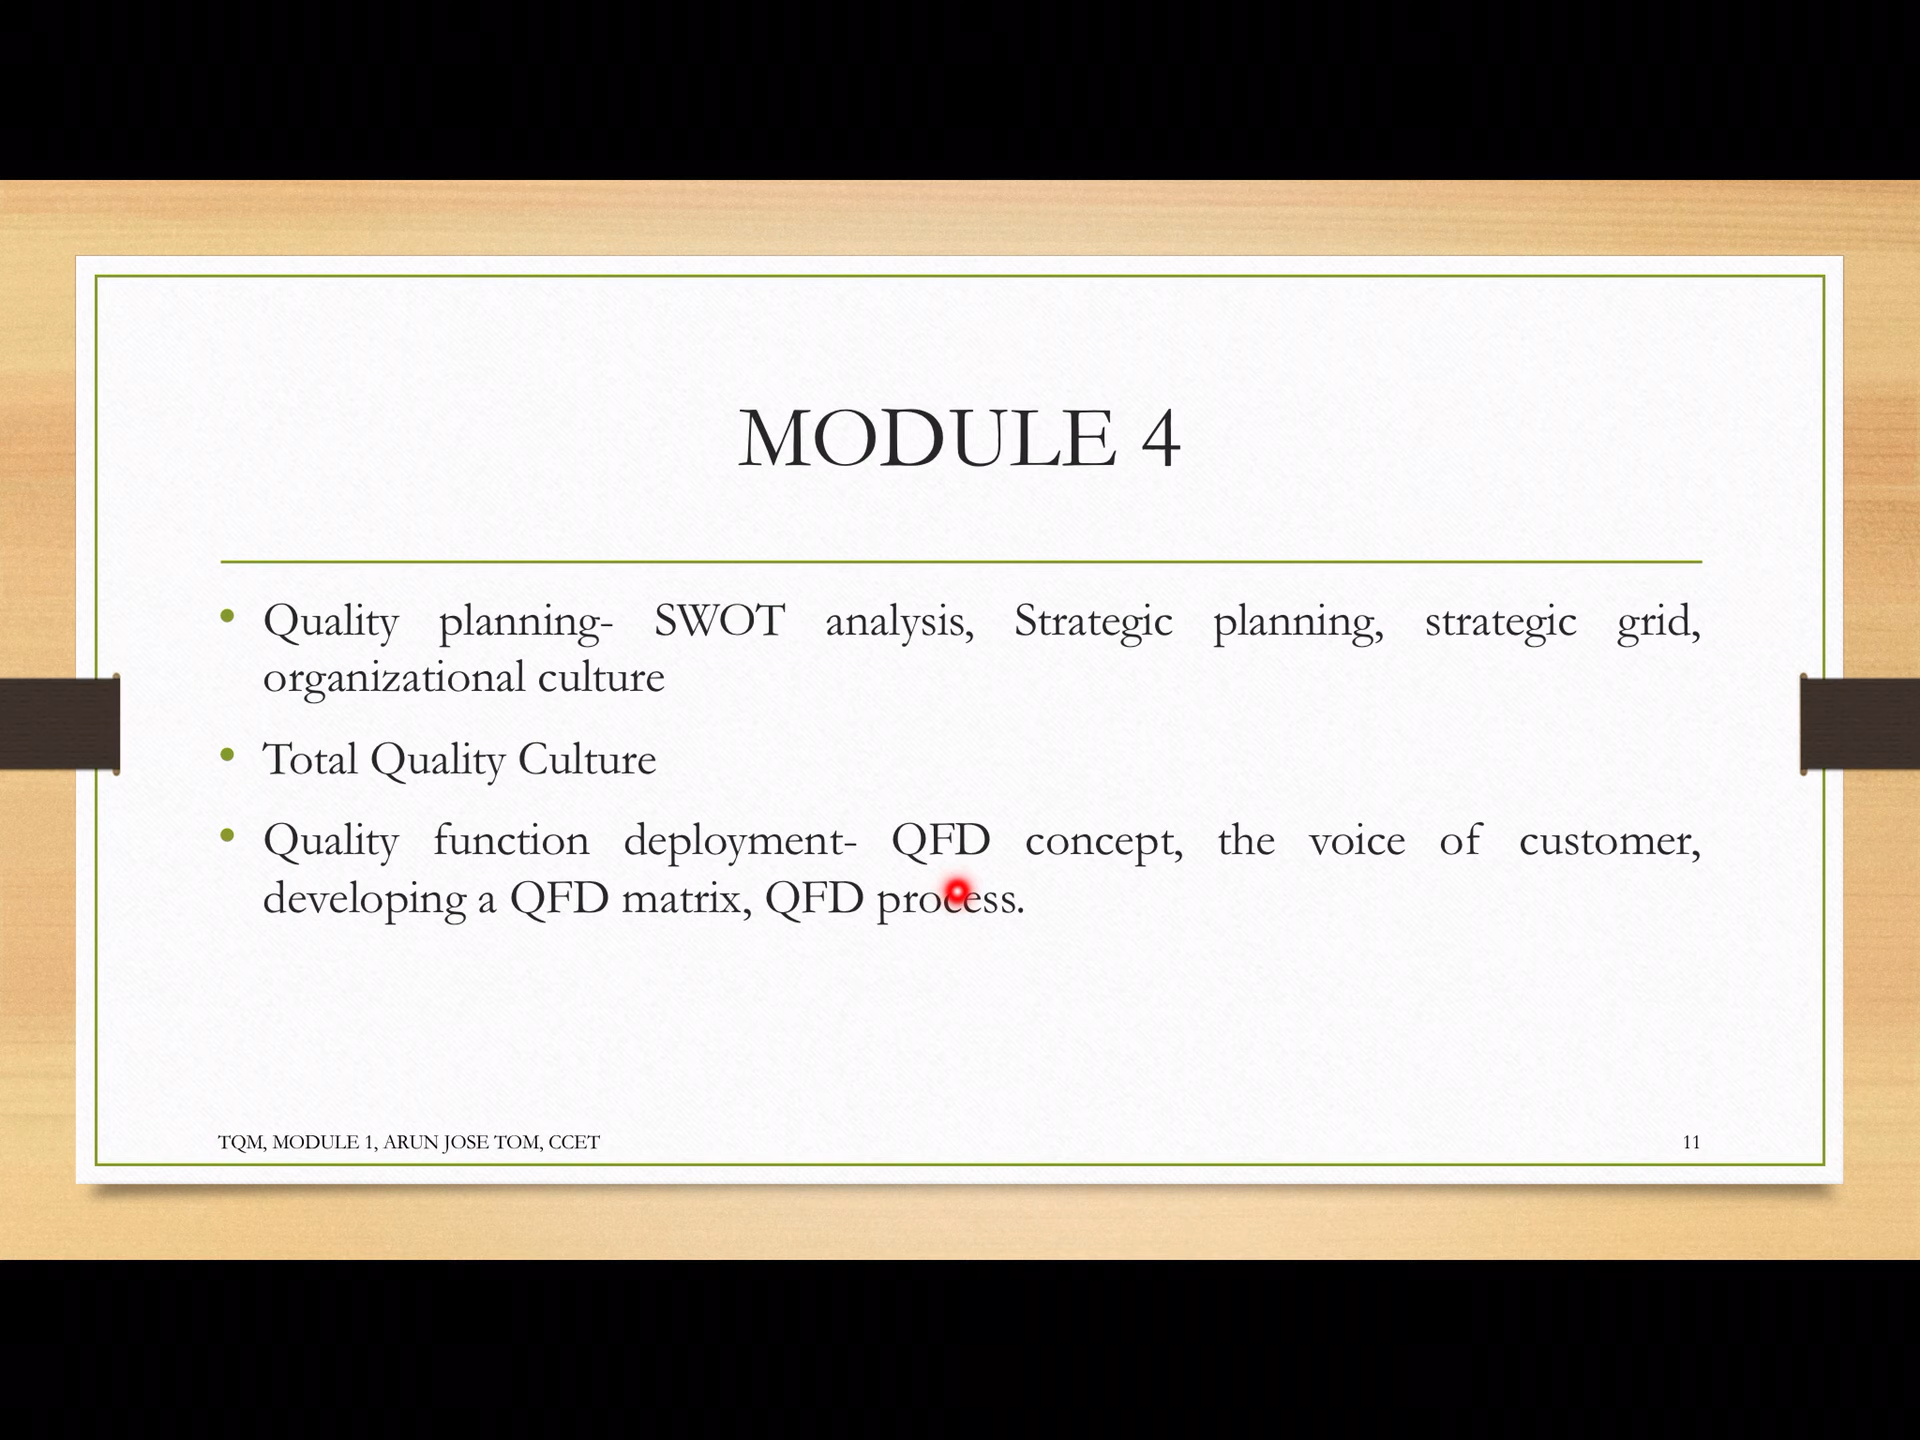 MODULE 4
• Quality planning- SWOT analysis, Strategic planning, strategic grid,
organizational culture
• Total Quality Culture
• Quality function deployment- QFD concept, the voice of customer,
developing a QFD matrix, QFD process.
TQM, MODULE 1, ARUN JOSE TOM, CCET
11